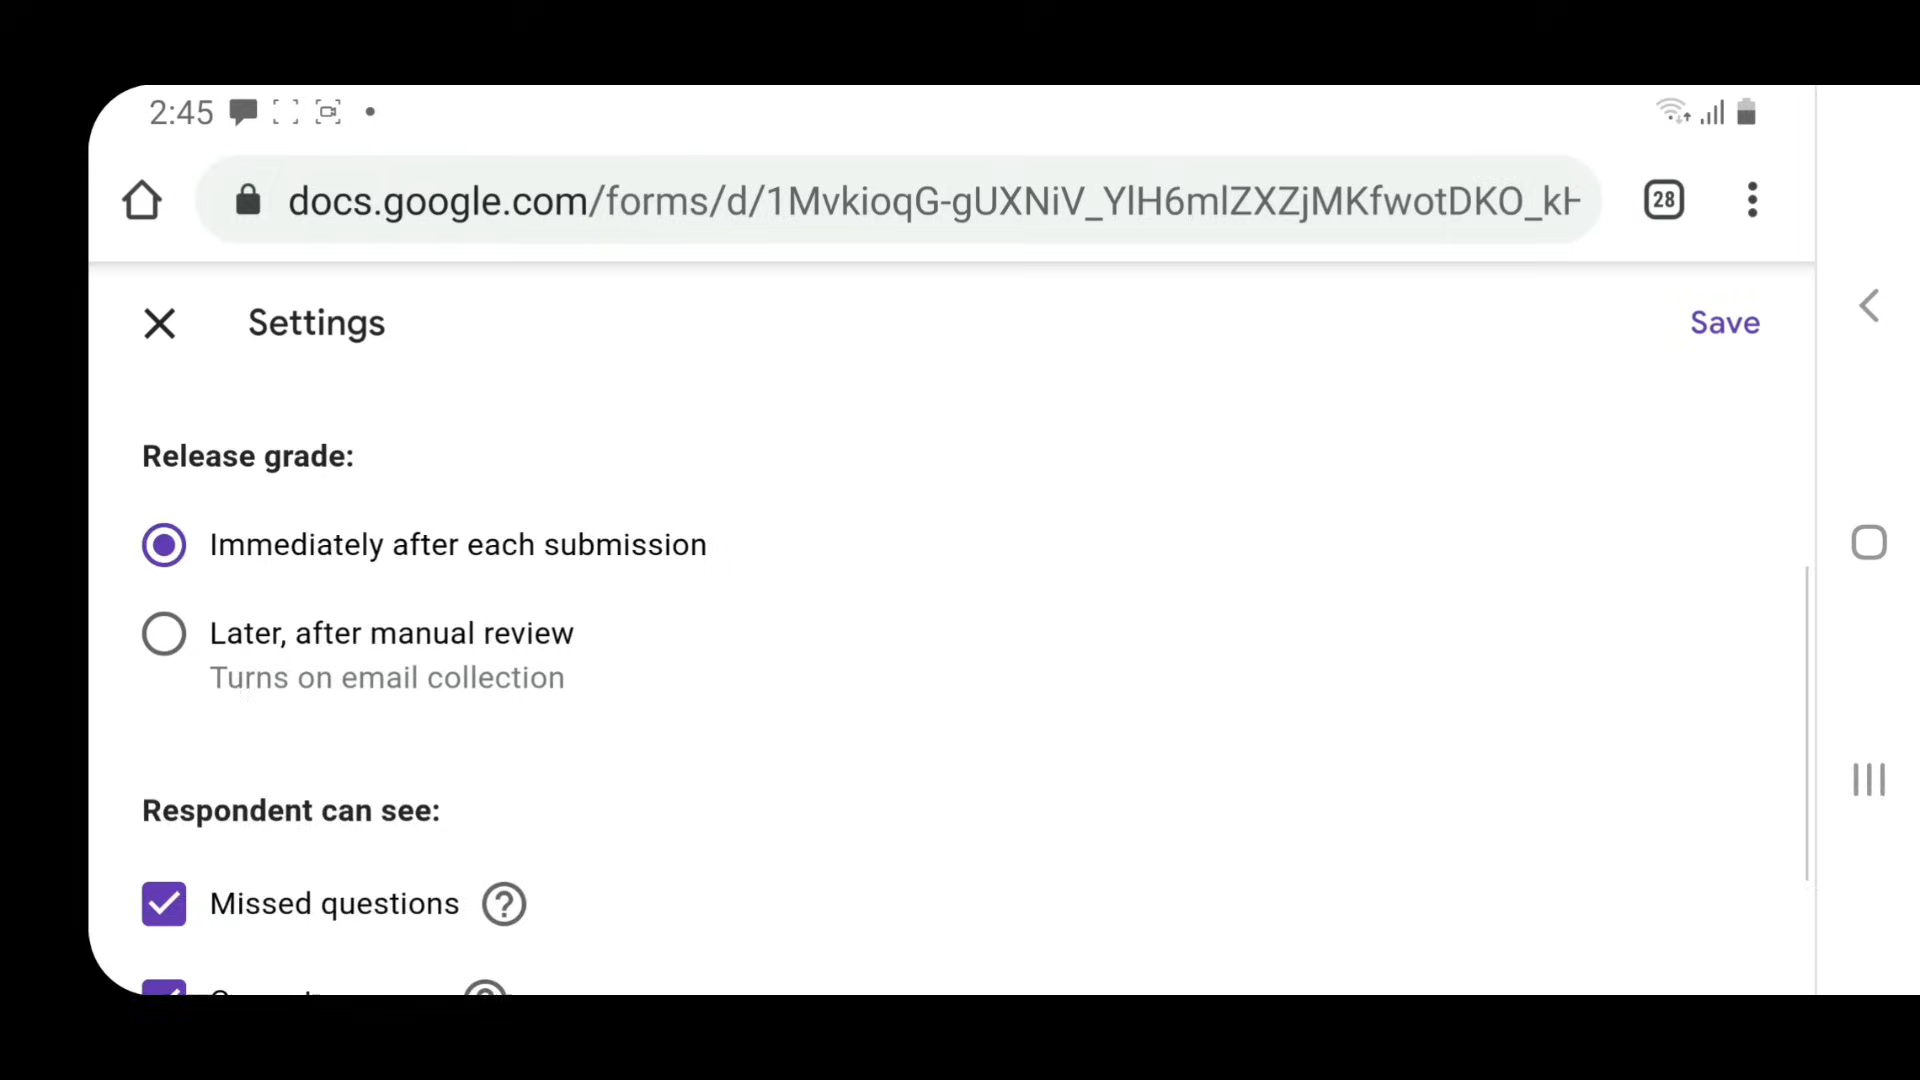 2:45
docs.google.com/forms/d/1MvkioqG-gUXNiV_YlH6mlZXZjMKfwotDKO_kH
28
Settings
Save
Release grade:
Immediately after each submission
Later, after manual review
Turns on email collection
Respondent can see:
Missed questions